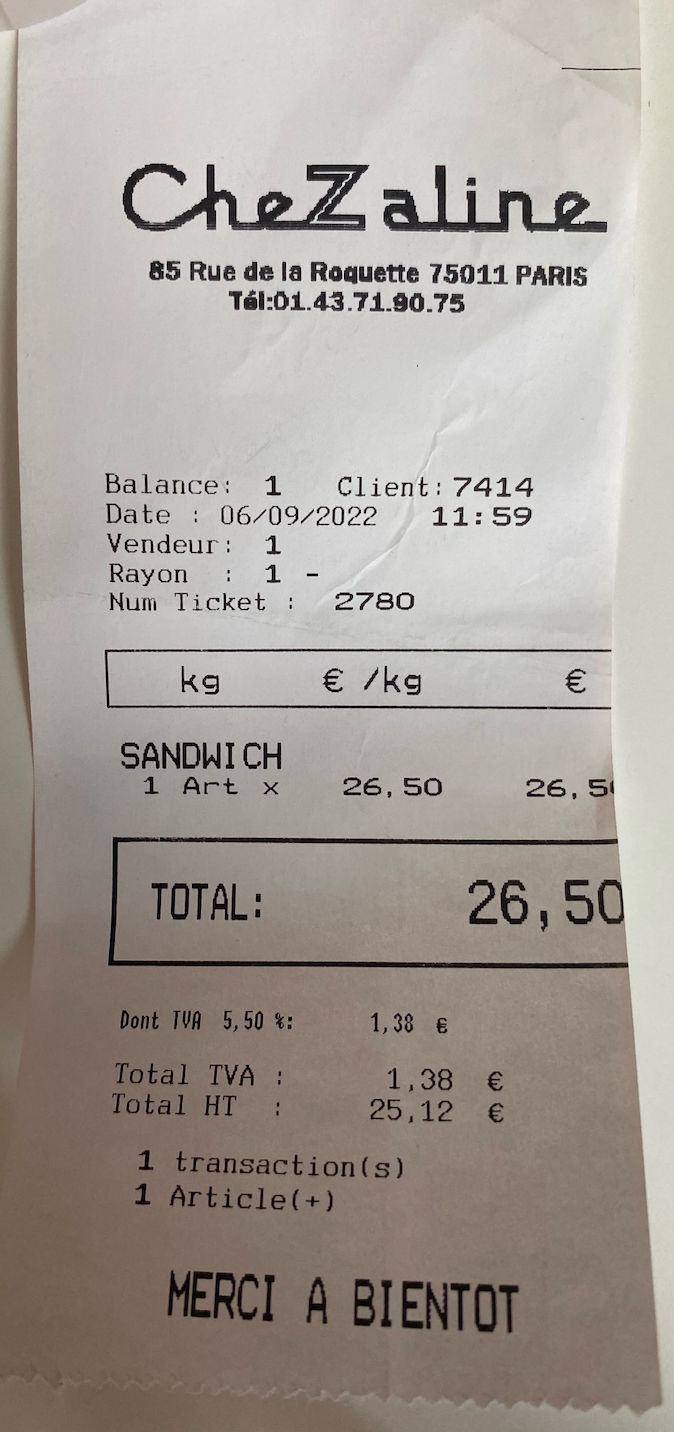 CheZaline
85 Rue de la Roquette 75011 PARIS
Tél:01.43.71.90.75
Balance: 1 Client: 7414
Date : 06/09/2022 11:59
Vendeur: 1
Rayon : 1 -
Num Ticket : 2780
kg € /kg €
SANDWICH
1 Art x 26,50 26,50
TOTAL: 26,50
Dont TVA 5,50 %: 1,38 €
Total TVA : 1,38 €
Total HT : 25,12 €
1 transaction(s)
1 Article(+)
MERCI A BIENTOT